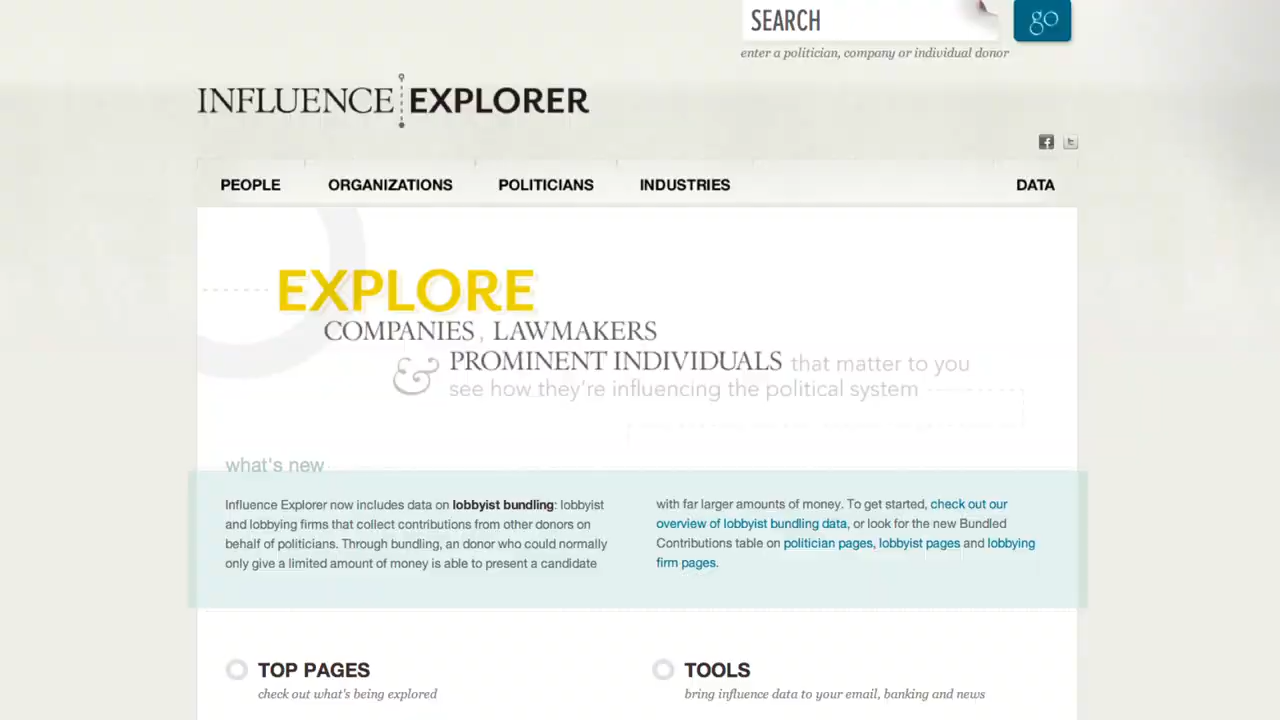 SEARCH
go
enter a politician, company or individual donor
INFLUENCE EXPLORER
PEOPLE ORGANIZATIONS POLITICIANS INDUSTRIES DATA
EXPLORE
COMPANIES, LAWMAKERS
& PROMINENT INDIVIDUALS that matter to you
see how they're influencing the political system
what's new
Influence Explorer now includes data on lobbyist bundling: lobbyist
and lobbying firms that collect contributions from other donors on
behalf of politicians. Through bundling, an donor who could normally
only give a limited amount of money is able to present a candidate
with far larger amounts of money. To get started, check out our
overview of lobbyist bundling data, or look for the new Bundled
Contributions table on politician pages, lobbyist pages and lobbying
firm pages.
TOP PAGES
check out what's being explored
TOOLS
bring influence data to your email, banking and news